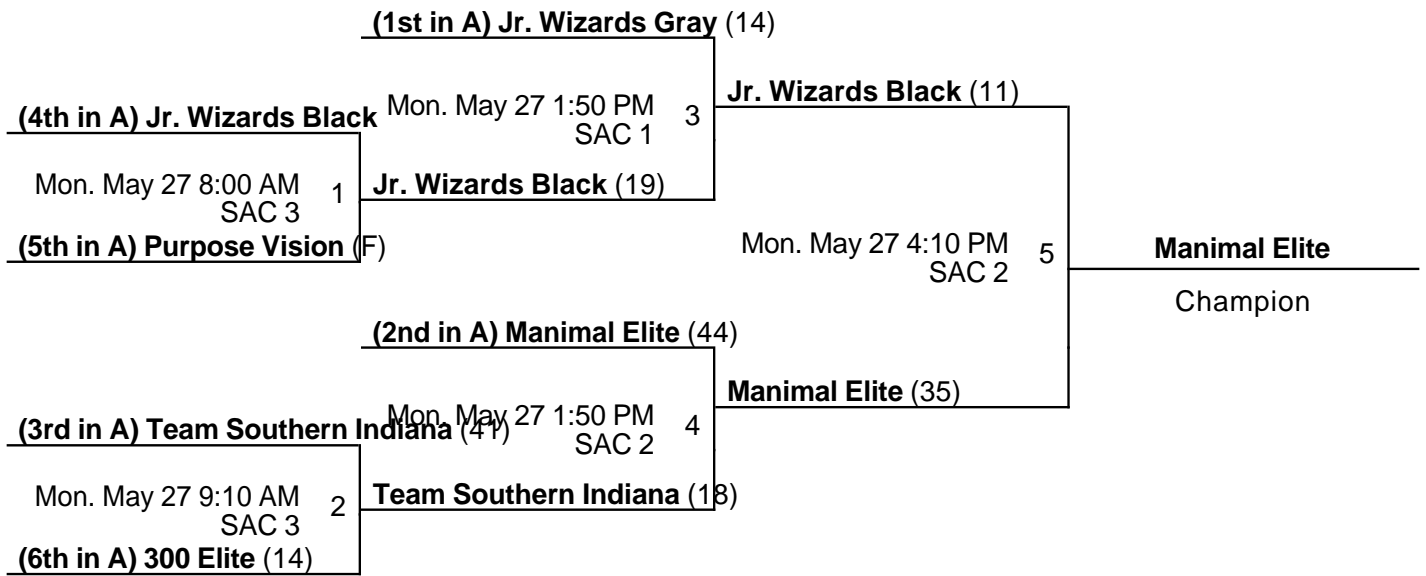 (1st in A) Jr. Wizards Gray (14)
Mon. May 27 1:50 PM
SAC 1
3
Jr. Wizards Black (11)
(4th in A) Jr. Wizards Black
Mon. May 27 8:00 AM
SAC 3
1
Jr. Wizards Black (19)
(5th in A) Purpose Vision (F)
Mon. May 27 4:10 PM
SAC 2
5
Manimal Elite
Champion
(2nd in A) Manimal Elite (44)
Mon. May 27 1:50 PM
SAC 2
4
Manimal Elite (35)
(3rd in A) Team Southern Indiana (41)
Mon. May 27 9:10 AM
SAC 3
2
Team Southern Indiana (18)
(6th in A) 300 Elite (14)